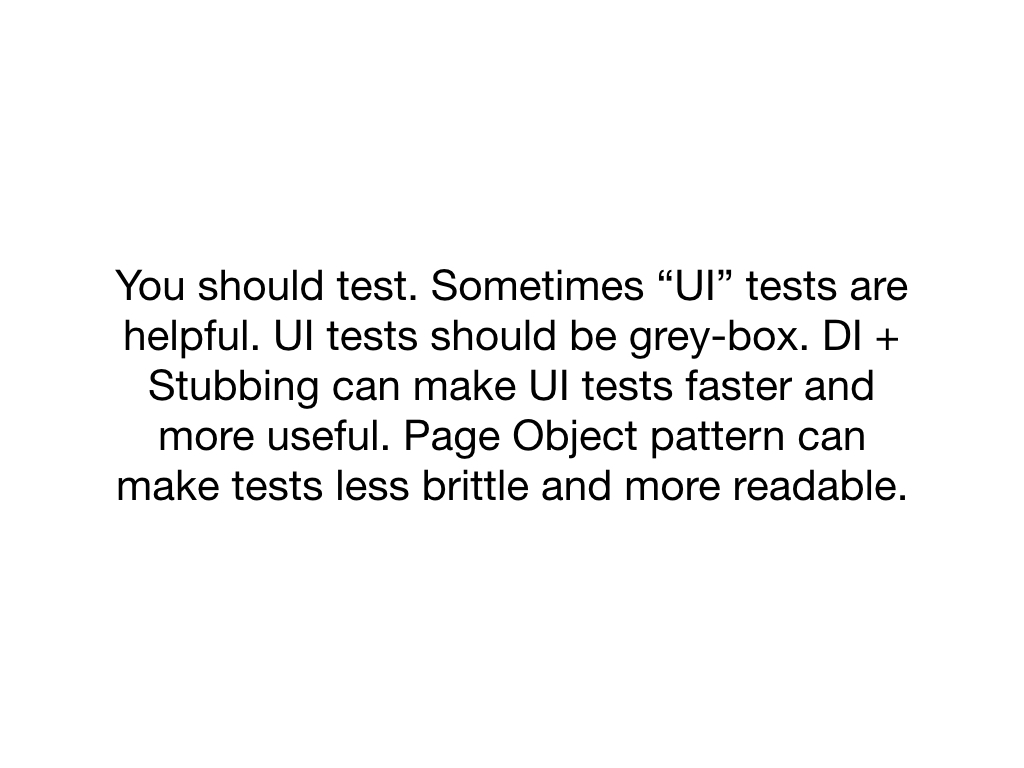 You should test. Sometimes “UI” tests are
helpful. UI tests should be grey-box. DI +
Stubbing can make UI tests faster and
more useful. Page Object pattern can
make tests less brittle and more readable.